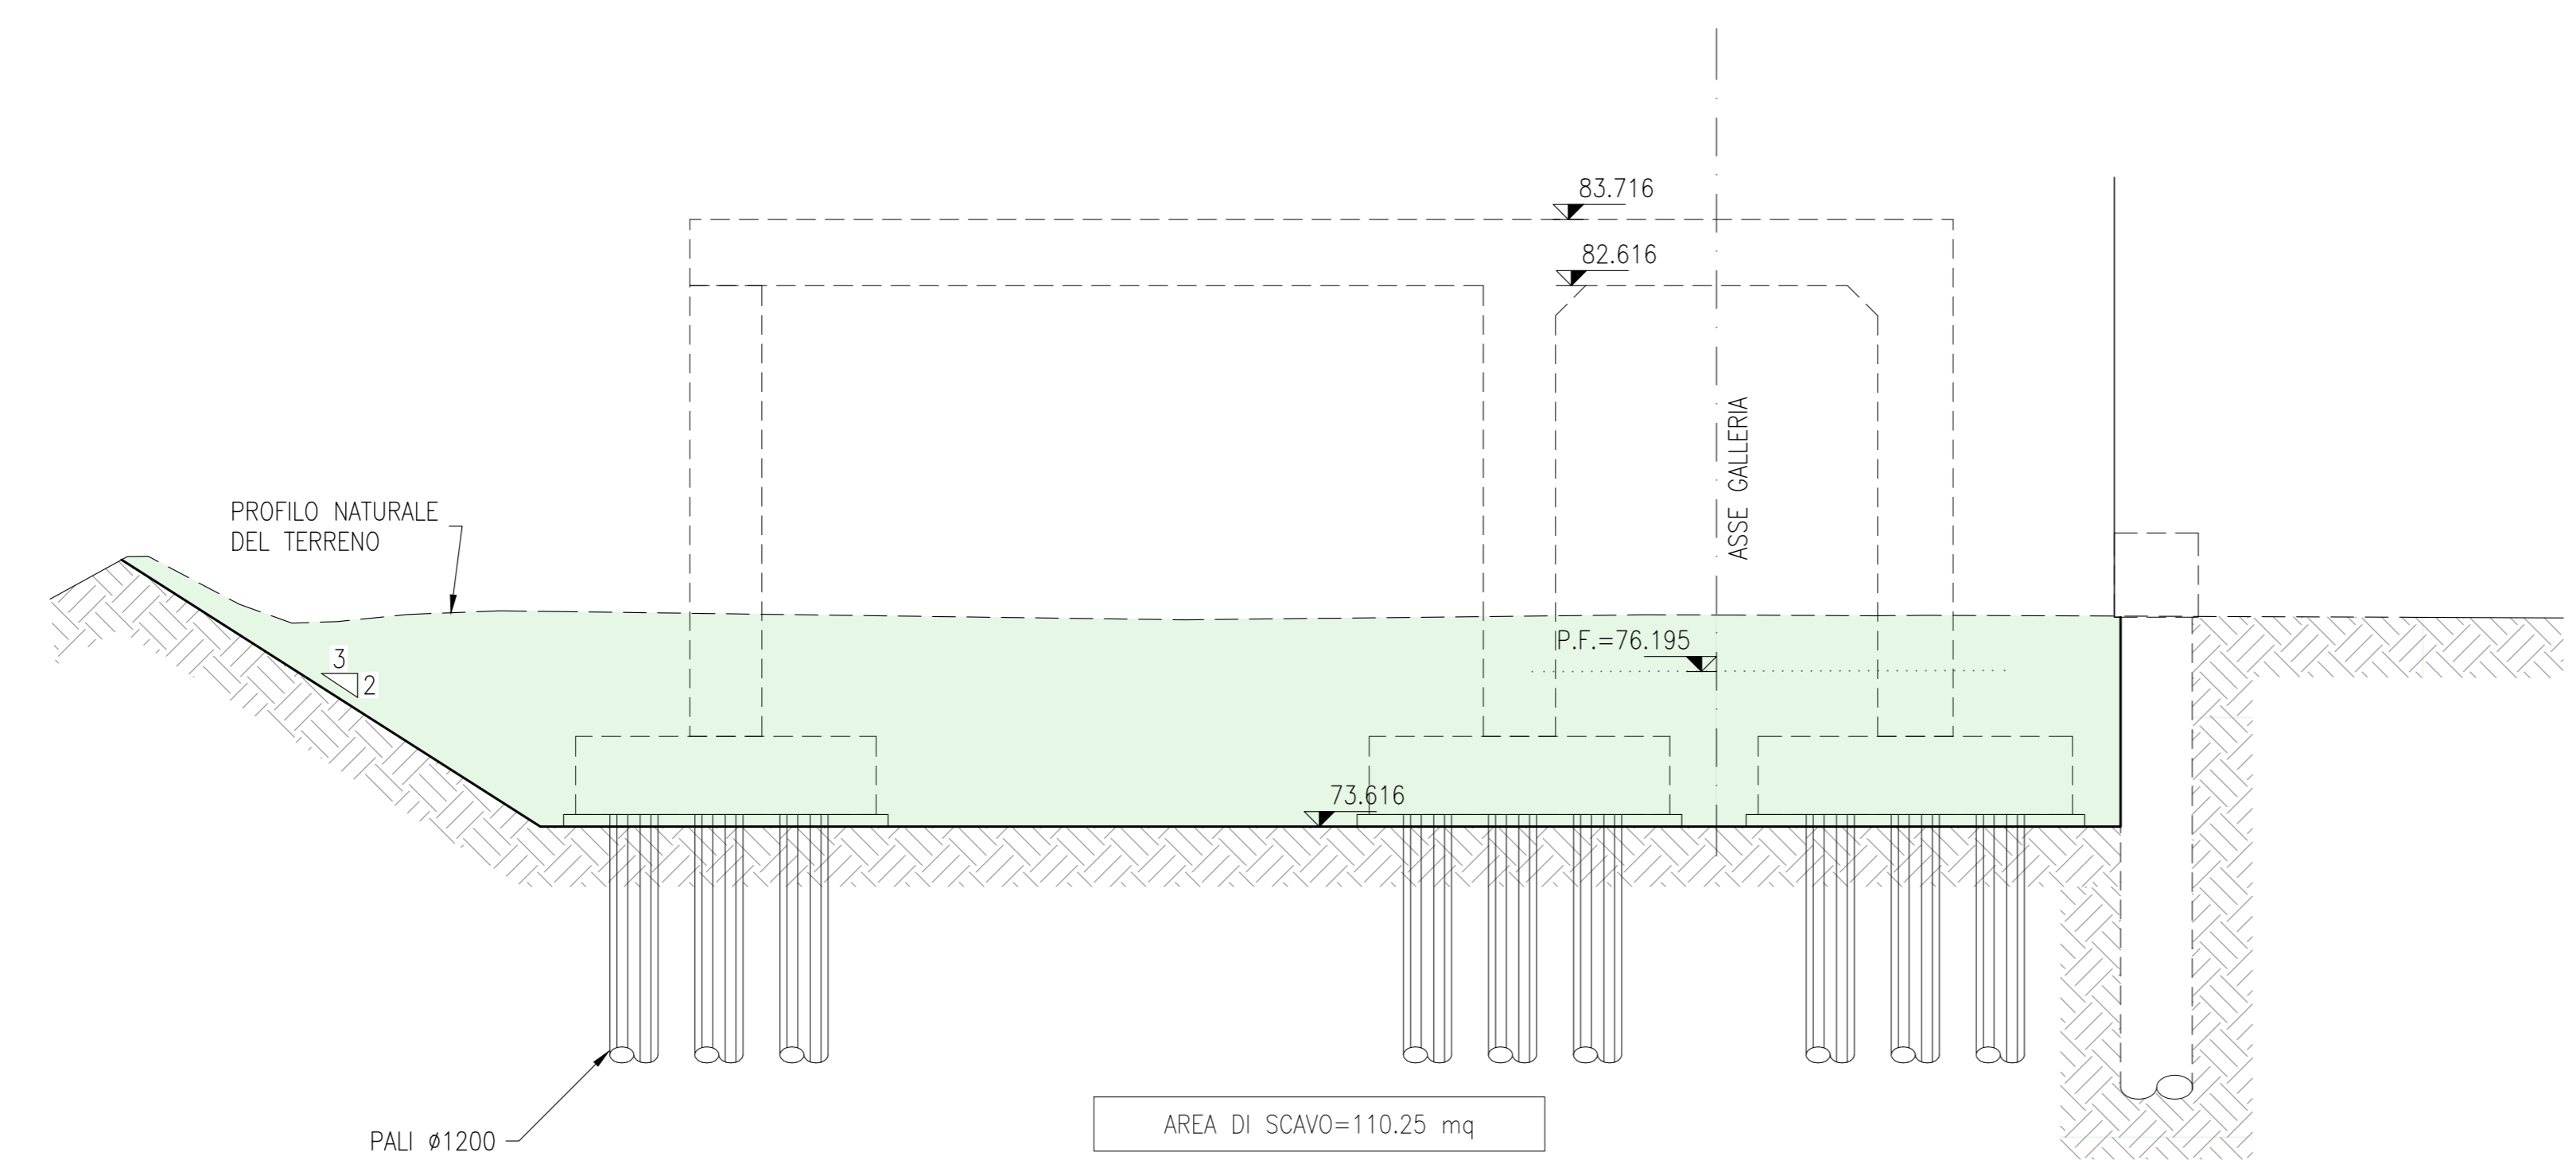 83.716
82.616
ASSE GALLERIA
PROFILO NATURALE
DEL TERRENO
P.F.=76.195
3
2
73.616
AREA DI SCAVO=110.25 mq
PALI ø1200